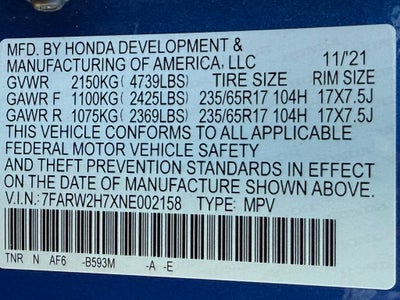 MFD. BY HONDA DEVELOPMENT &
MANUFACTURING OF AMERICA, LLC 11/'21
GVWR 2150KG (4739LBS) TIRE SIZE RIM SIZE
GAWR F 1100KG (2425LBS) 235/65R17 104H 17X7.5J
GAWR R 1075KG (2369LBS) 235/65R17 104H 17X7.5J
THIS VEHICLE CONFORMS TO ALL APPLICABLE
FEDERAL MOTOR VEHICLE SAFETY
AND THEFT PREVENTION STANDARDS IN EFFECT
ON THE DATE OF MANUFACTURE SHOWN ABOVE.
V.I.N.:7FARW2H7XNE002158 TYPE: MPV
TNR N AF6 -B593M -A -E